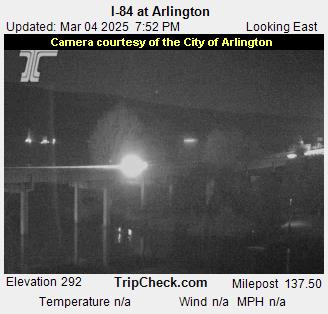 I-84 at Arlington
Updated: Mar 04 2025 7:52 PM Looking East
Camera courtesy of the City of Arlington
Elevation 292 TripCheck.com Milepost 137.50
Temperature n/a Wind n/a MPH n/a